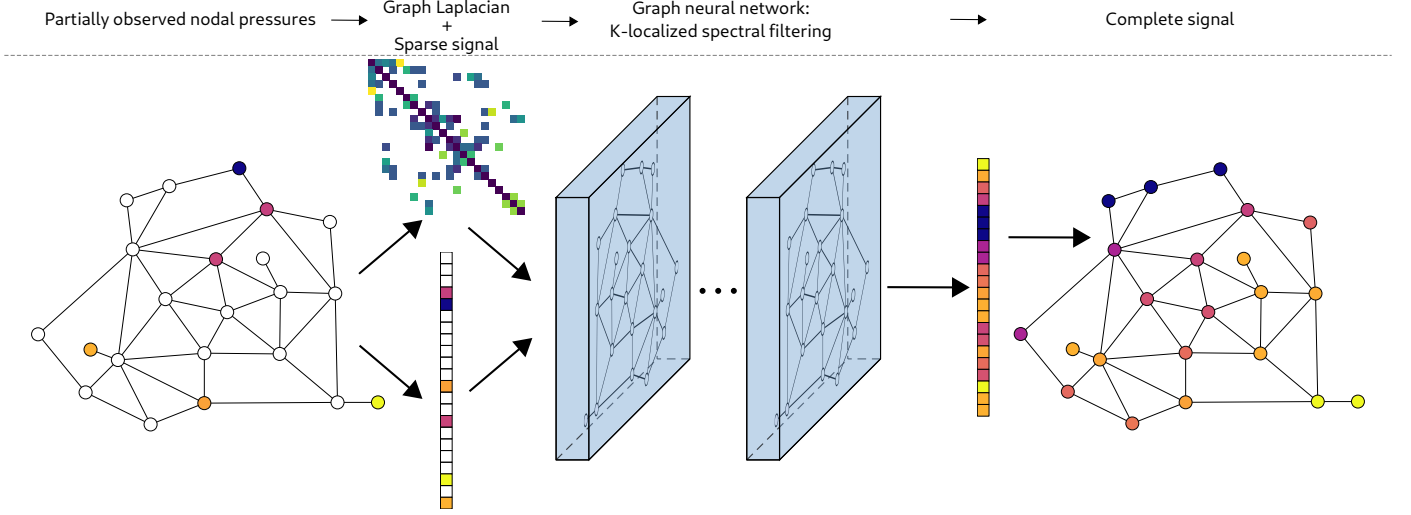 Partially observed nodal pressures
Graph Laplacian
+
Sparse signal
Graph neural network:
K-localized spectral filtering
Complete signal